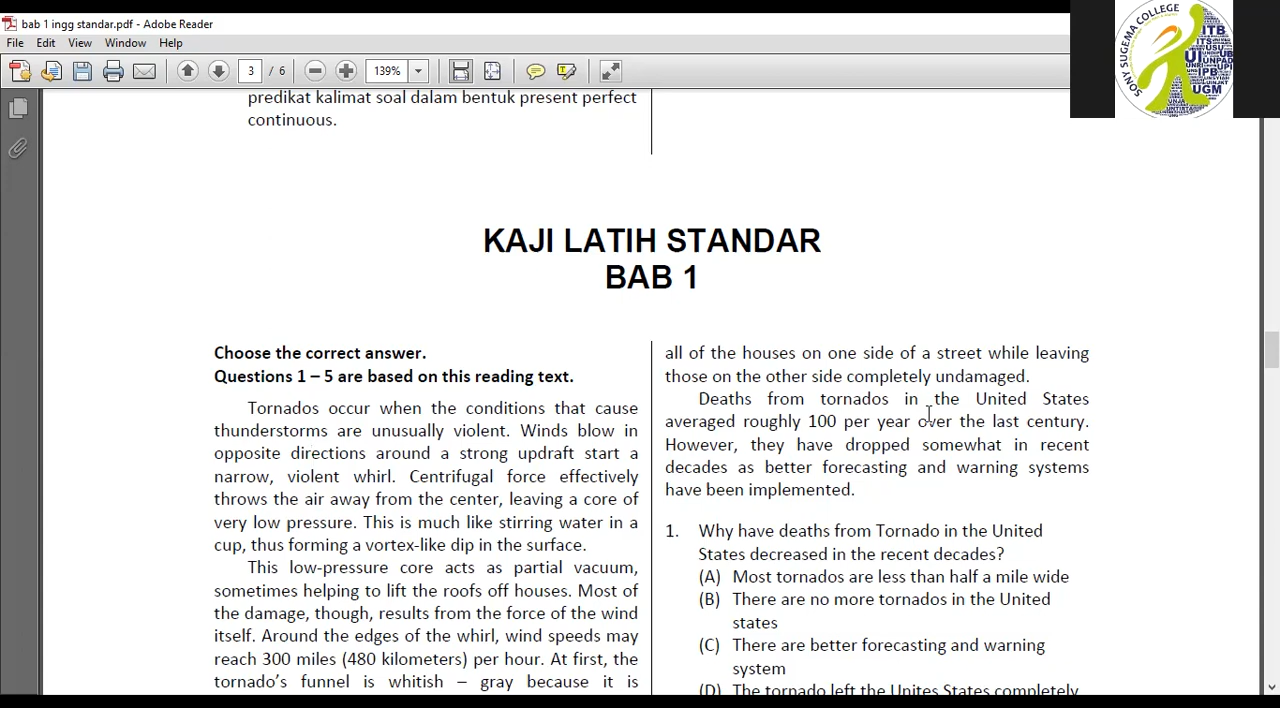 bab 1 ingg standar.pdf - Adobe Reader
File Edit View Window Help
3 / 6 139%
SONY SUGEMA COLLEGE
ITB
UI
IPB
UGM
UNPAD
predikat kalimat soal dalam bentuk present perfect
continuous.
KAJI LATIH STANDAR
BAB 1
Choose the correct answer.
Questions 1 – 5 are based on this reading text.
Tornados occur when the conditions that cause
thunderstorms are unusually violent. Winds blow in
opposite directions around a strong updraft start a
narrow, violent whirl. Centrifugal force effectively
throws the air away from the center, leaving a core of
very low pressure. This is much like stirring water in a
cup, thus forming a vortex-like dip in the surface.
This low-pressure core acts as partial vacuum,
sometimes helping to lift the roofs off houses. Most of
the damage, though, results from the force of the wind
itself. Around the edges of the whirl, wind speeds may
reach 300 miles (480 kilometers) per hour. At first, the
tornado’s funnel is whitish – gray because it is
all of the houses on one side of a street while leaving
those on the other side completely undamaged.
Deaths from tornados in the United States
averaged roughly 100 per year over the last century.
However, they have dropped somewhat in recent
decades as better forecasting and warning systems
have been implemented.
1. Why have deaths from Tornado in the United
States decreased in the recent decades?
(A) Most tornados are less than half a mile wide
(B) There are no more tornados in the United
states
(C) There are better forecasting and warning
system
(D) The tornado left the Unites States completely